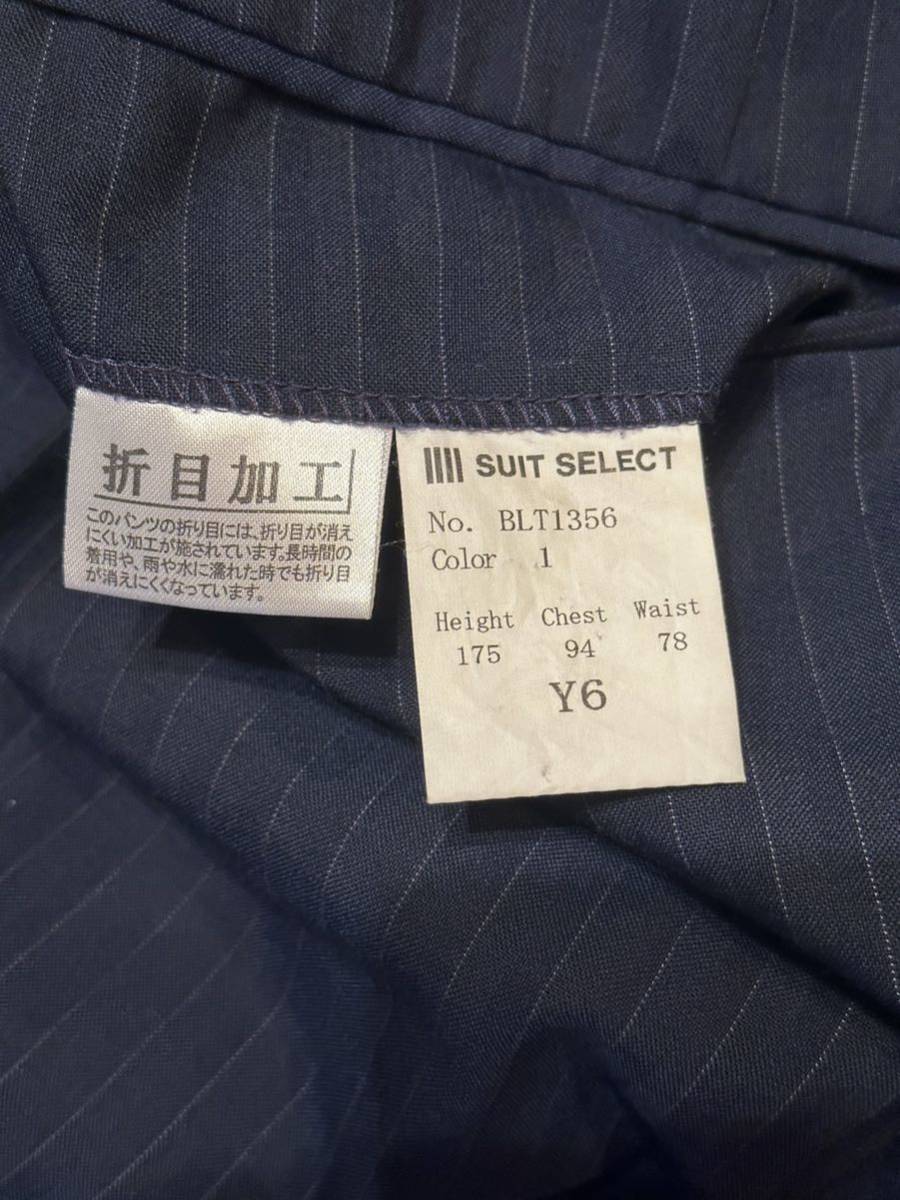 折目加工
このパンツの折り目には、折り目が消え
にくい加工が施されています。長時間の
着用や、雨や水に濡れた時でも折り目
が消えにくくなっています。
SUIT SELECT
No. BLT1356
Color 1
Height Chest Waist
175 94 78
Y6